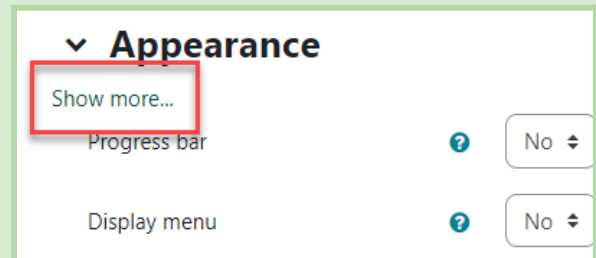 Appearance
Show more...
Progress bar ? No
Display menu ? No